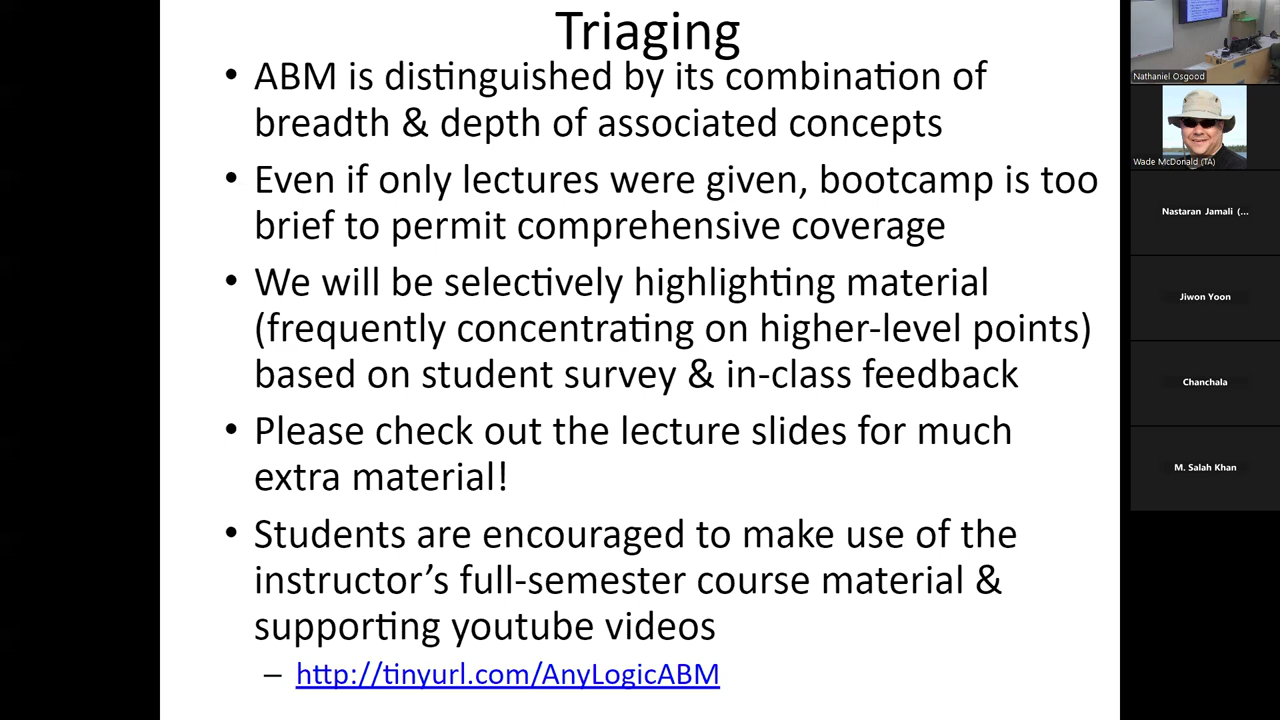 Triaging
• ABM is distinguished by its combination of
breadth & depth of associated concepts
• Even if only lectures were given, bootcamp is too
brief to permit comprehensive coverage
• We will be selectively highlighting material
(frequently concentrating on higher-level points)
based on student survey & in-class feedback
• Please check out the lecture slides for much
extra material!
• Students are encouraged to make use of the
instructor’s full-semester course material &
supporting youtube videos
– http://tinyurl.com/AnyLogicABM
Nathaniel Osgood
Wade McDonald (TA)
Nastaran Jamali (...
Jiwon Yoon
Chanchala
M. Salah Khan